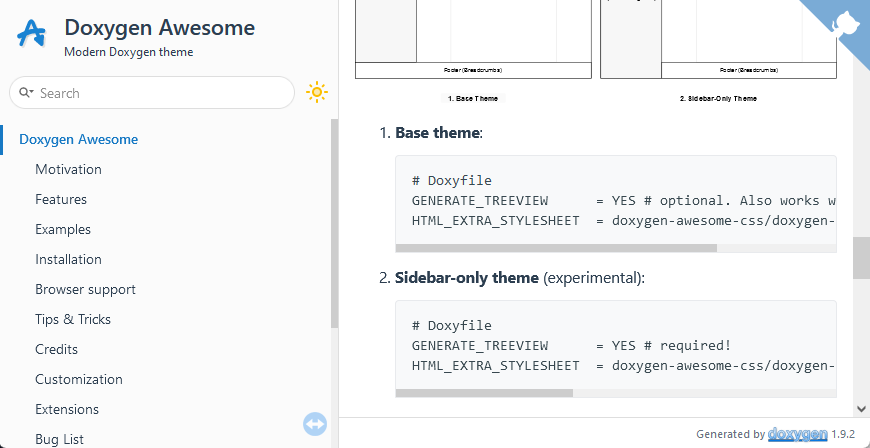 Doxygen Awesome
Modern Doxygen theme
Search
Doxygen Awesome
Motivation
Features
Examples
Installation
Browser support
Tips & Tricks
Credits
Customization
Extensions
Bug List
Footer (Breadcrumbs)
Footer (Breadcrumbs)
1. Base Theme
2. Sidebar-Only Theme
1. Base theme:
# Doxyfile
GENERATE_TREEVIEW = YES # optional. Also works w
HTML_EXTRA_STYLESHEET = doxygen-awesome-css/doxygen-
2. Sidebar-only theme (experimental):
# Doxyfile
GENERATE_TREEVIEW = YES # required!
HTML_EXTRA_STYLESHEET = doxygen-awesome-css/doxygen-
Generated by doxygen 1.9.2